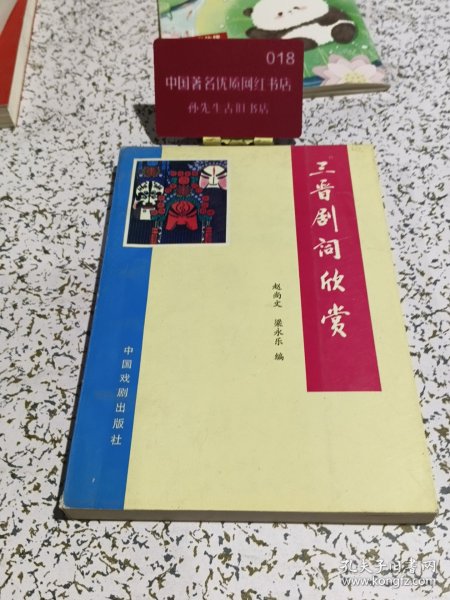 018
中国著名优质网红书店
孙先生古旧书店
三晋剧词欣赏
赵尚文 梁永乐 编
中国戏剧出版社
孔夫子旧书网
www.kongfz.com